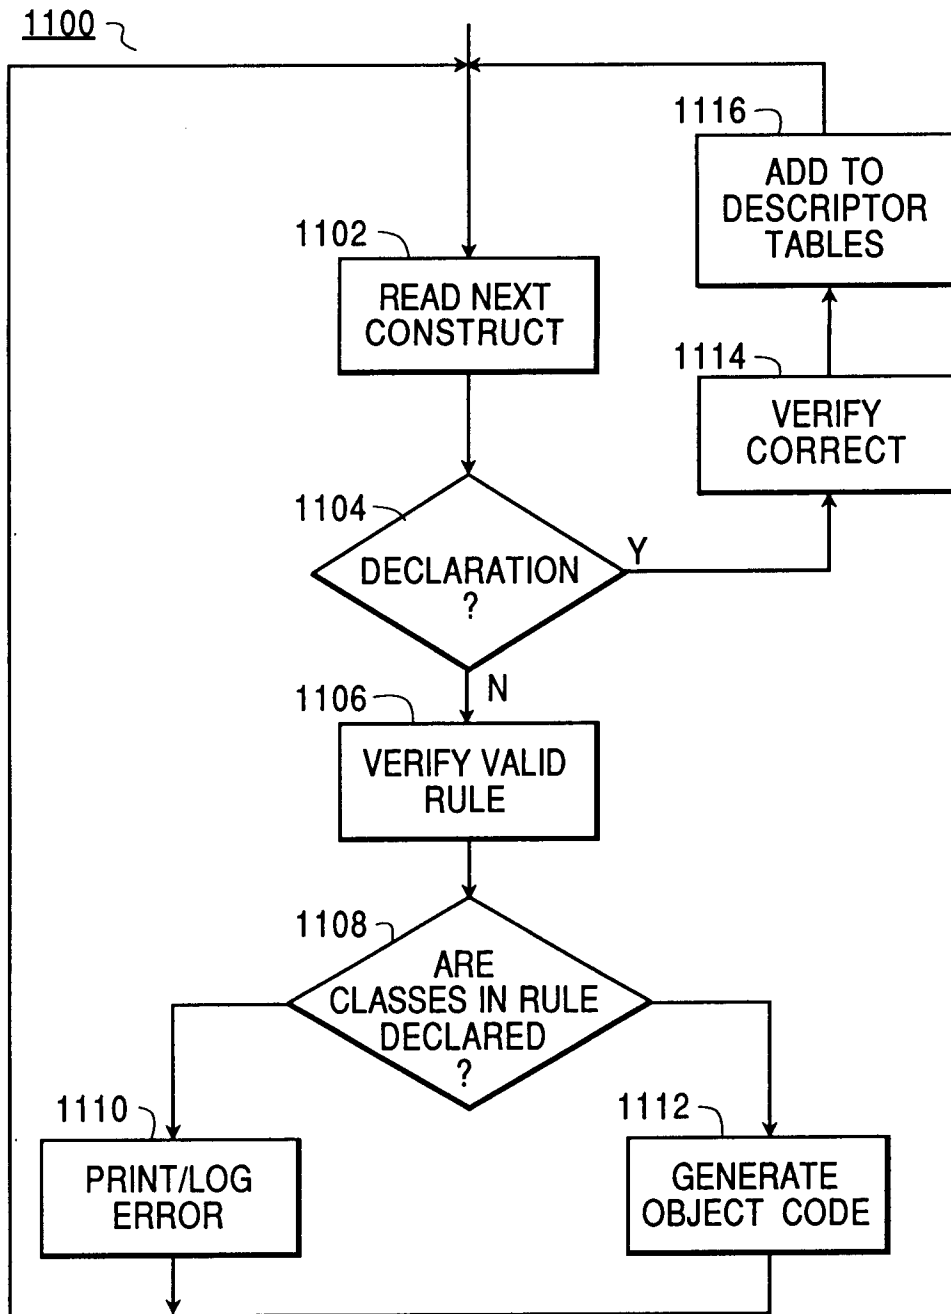 1100
1116
ADD TO
DESCRIPTOR
TABLES
1102
READ NEXT
CONSTRUCT
1114
VERIFY
CORRECT
1104
DECLARATION
?
Y
N
1106
VERIFY VALID
RULE
1108
ARE
CLASSES IN RULE
DECLARED
?
1110
PRINT/LOG
ERROR
1112
GENERATE
OBJECT CODE